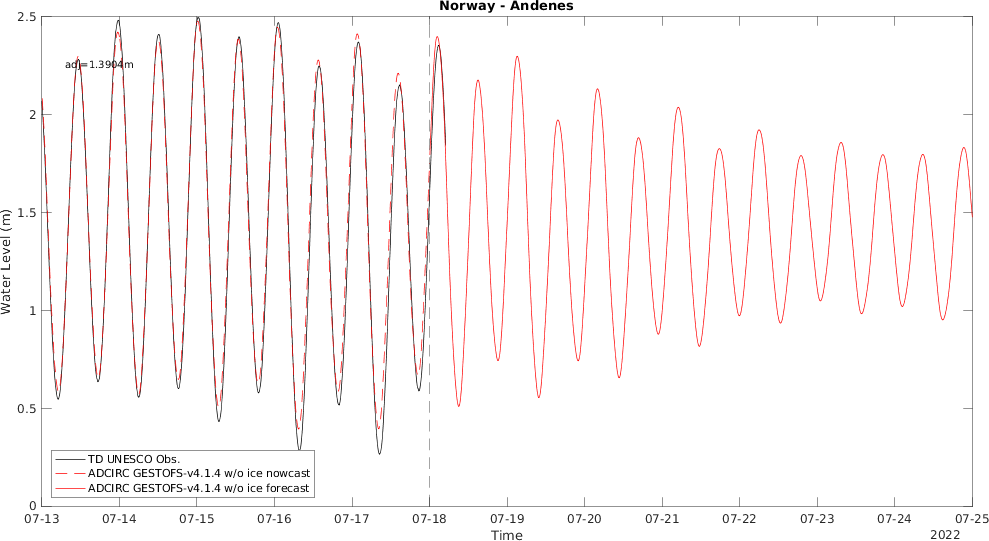 Norway - Andenes
2.5
2
1.5
1
0.5
0
Water Level (m)
adj=1.3904m
TD UNESCO Obs.
ADCIRC GESTOFS-v4.1.4 w/o ice nowcast
ADCIRC GESTOFS-v4.1.4 w/o ice forecast
07-13 07-14 07-15 07-16 07-17 07-18 07-19 07-20 07-21 07-22 07-23 07-24 07-25
Time
2022